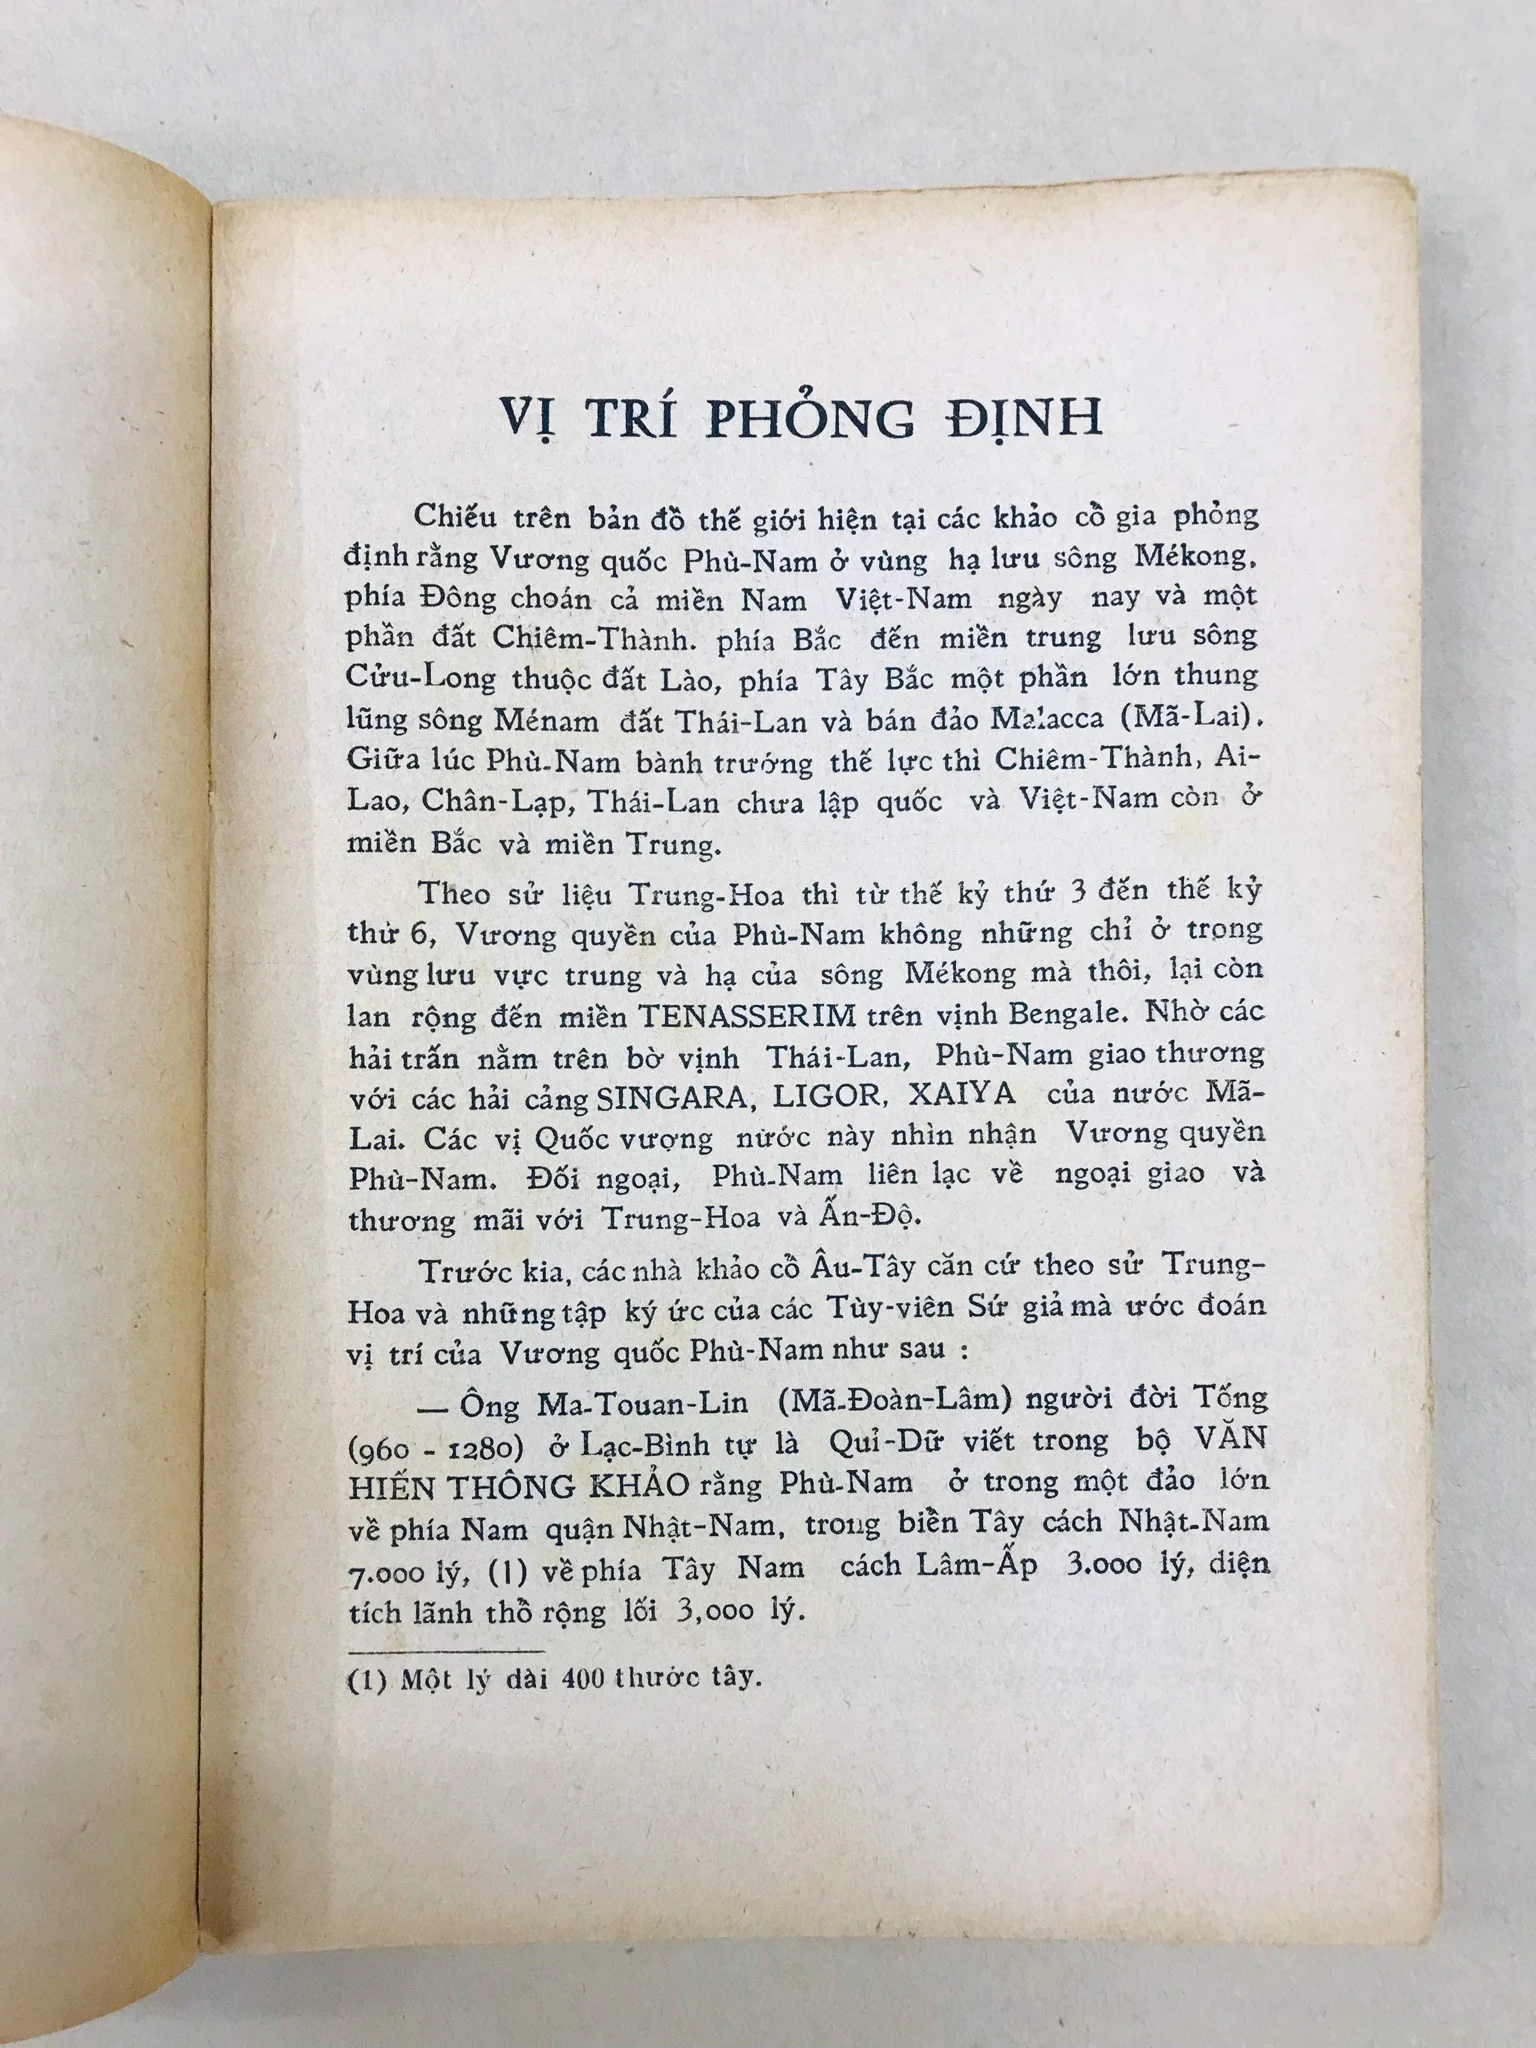 VỊ TRÍ PHỎNG ĐỊNH
Chiếu trên bản đồ thế giới hiện tại các khảo cổ gia phỏng
định rằng Vương quốc Phù-Nam ở vùng hạ lưu sông Mékong.
phía Đông choán cả miền Nam Việt-Nam ngày nay và một
phần đất Chiêm-Thành. phía Bắc đến miền trung lưu sông
Cửu-Long thuộc đất Lào, phía Tây Bắc một phần lớn thung
lũng sông Ménam đất Thái-Lan và bán đảo Malacca (Mã-Lai).
Giữa lúc Phù-Nam bành trướng thế lực thì Chiêm-Thành, Ai-
Lao, Chân-Lạp, Thái-Lan chưa lập quốc và Việt-Nam còn ở
miền Bắc và miền Trung.
Theo sử liệu Trung-Hoa thì từ thế kỷ thứ 3 đến thế kỷ
thứ 6, Vương quyền của Phù-Nam không những chỉ ở trong
vùng lưu vực trung và hạ của sông Mékong mà thôi, lại còn
lan rộng đến miền TENASSERIM trên vịnh Bengale. Nhờ các
hải trấn nằm trên bờ vịnh Thái-Lan, Phù-Nam giao thương
với các hải cảng SINGARA, LIGOR, XAIYA của nước Mã-
Lai. Các vị Quốc vượng nước này nhìn nhận Vương quyền
Phù-Nam. Đối ngoại, Phù-Nam liên lạc về ngoại giao và
thương mãi với Trung-Hoa và Ấn-Độ.
Trước kia, các nhà khảo cổ Âu-Tây căn cứ theo sử Trung-
Hoa và những tập ký ức của các Tùy-viên Sứ giả mà ước đoán
vị trí của Vương quốc Phù-Nam như sau :
— Ông Ma-Touan-Lin (Mã-Đoàn-Lâm) người đời Tống
(960 - 1280) ở Lạc-Bình tự là Quỉ-Dữ viết trong bộ VĂN
HIẾN THÔNG KHẢO rằng Phù-Nam ở trong một đảo lớn
về phía Nam quận Nhật-Nam, trong biển Tây cách Nhật-Nam
7.000 lý, (1) về phía Tây Nam cách Lâm-Ấp 3.000 lý, diện
tích lãnh thổ rộng lối 3,000 lý.
(1) Một lý dài 400 thước tây.